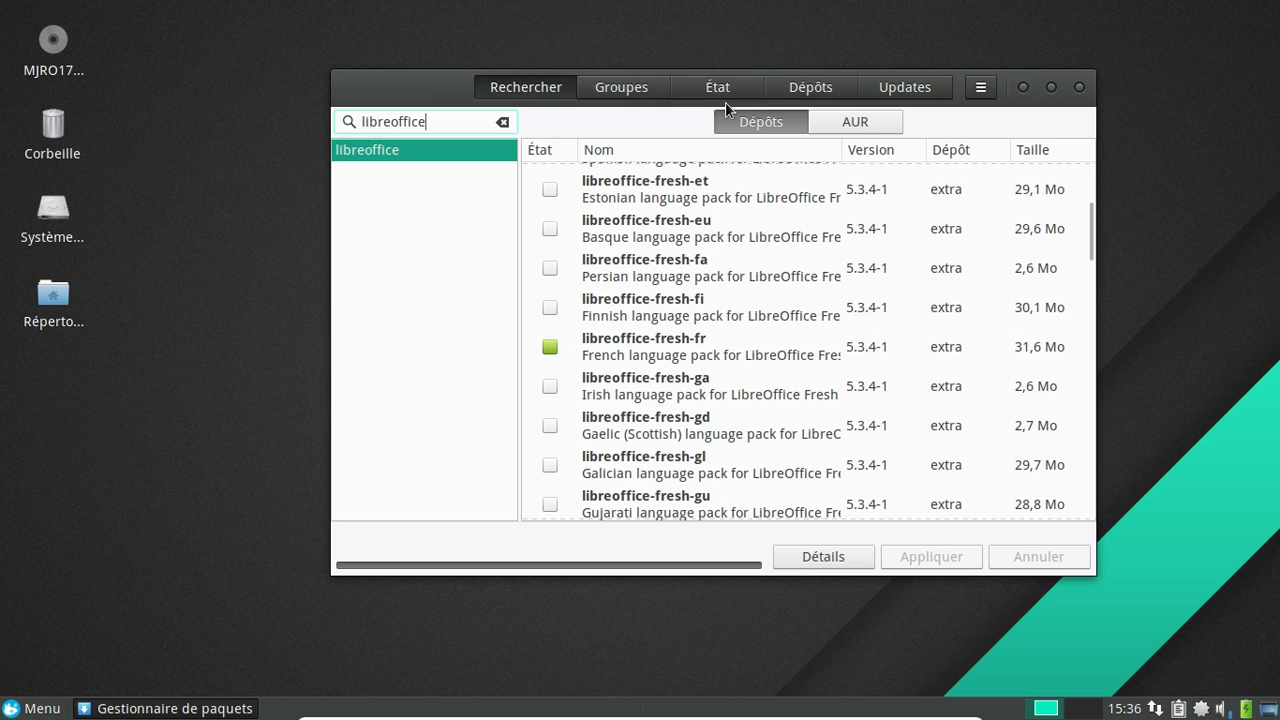 MJRO17...
Corbeille
Système...
Réperto...
Rechercher Groupes État Dépôts Updates
libreoffice
Dépôts AUR
libreoffice
État Nom Version Dépôt Taille
libreoffice-fresh-et
Estonian language pack for LibreOffice Fr
5.3.4-1 extra 29,1 Mo
libreoffice-fresh-eu
Basque language pack for LibreOffice Fre
5.3.4-1 extra 29,6 Mo
libreoffice-fresh-fa
Persian language pack for LibreOffice Fre
5.3.4-1 extra 2,6 Mo
libreoffice-fresh-fi
Finnish language pack for LibreOffice Fre
5.3.4-1 extra 30,1 Mo
libreoffice-fresh-fr
French language pack for LibreOffice Fres
5.3.4-1 extra 31,6 Mo
libreoffice-fresh-ga
Irish language pack for LibreOffice Fresh
5.3.4-1 extra 2,6 Mo
libreoffice-fresh-gd
Gaelic (Scottish) language pack for LibreC
5.3.4-1 extra 2,7 Mo
libreoffice-fresh-gl
Galician language pack for LibreOffice Fre
5.3.4-1 extra 29,7 Mo
libreoffice-fresh-gu
Gujarati language pack for LibreOffice Fre
5.3.4-1 extra 28,8 Mo
Détails Appliquer Annuler
Menu Gestionnaire de paquets 15:36